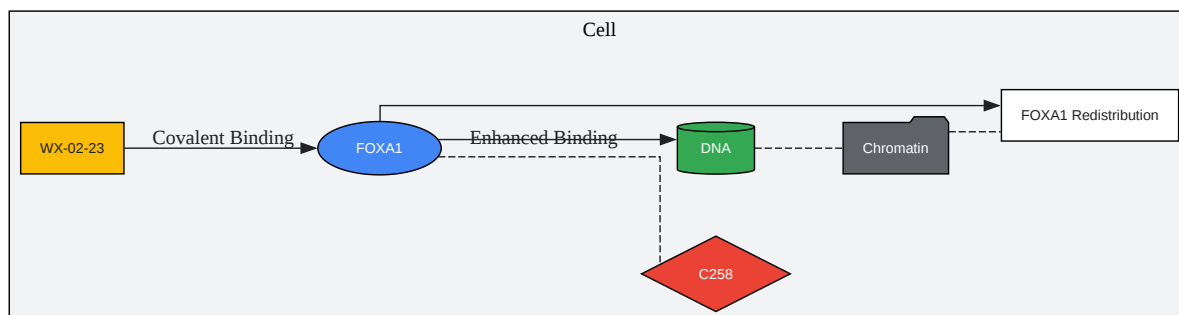 Cell
FOXA1 Redistribution
WX-02-23
Covalent Binding
FOXA1
Enhanced Binding
DNA
Chromatin
C258